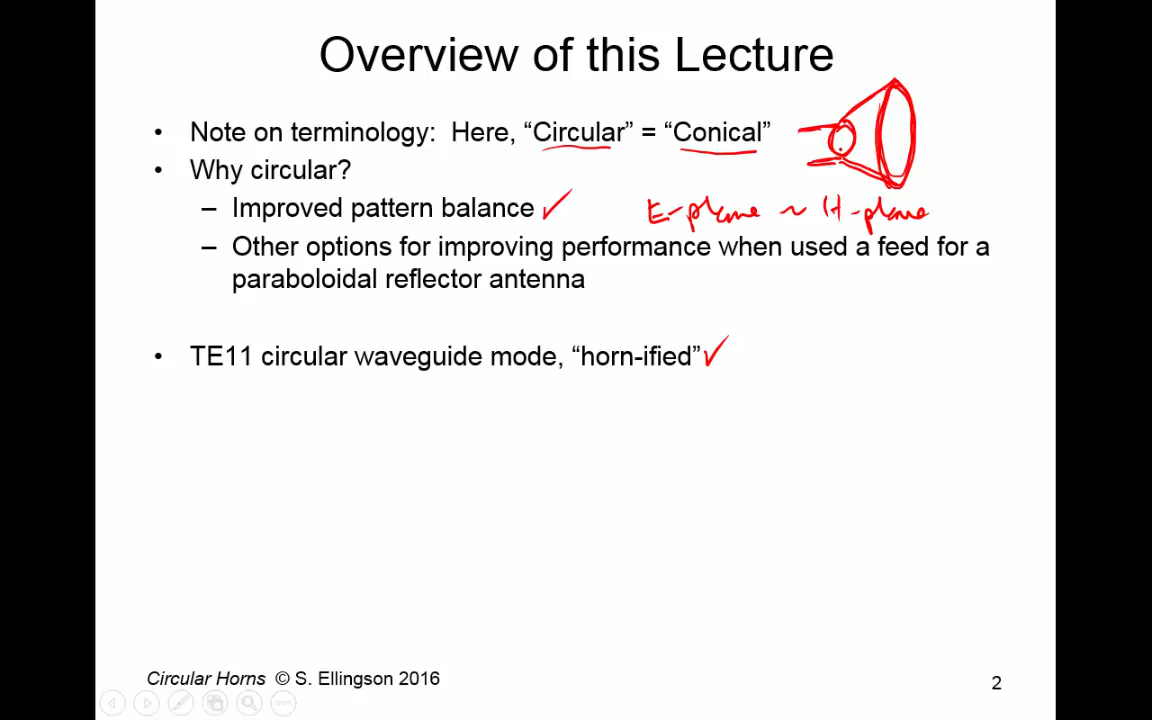 Overview of this Lecture
• Note on terminology: Here, “Circular” = “Conical”
• Why circular?
– Improved pattern balance ✓ E-plane ~ H-plane
– Other options for improving performance when used a feed for a
paraboloidal reflector antenna
• TE11 circular waveguide mode, “horn-ified” ✓
Circular Horns © S. Ellingson 2016
2